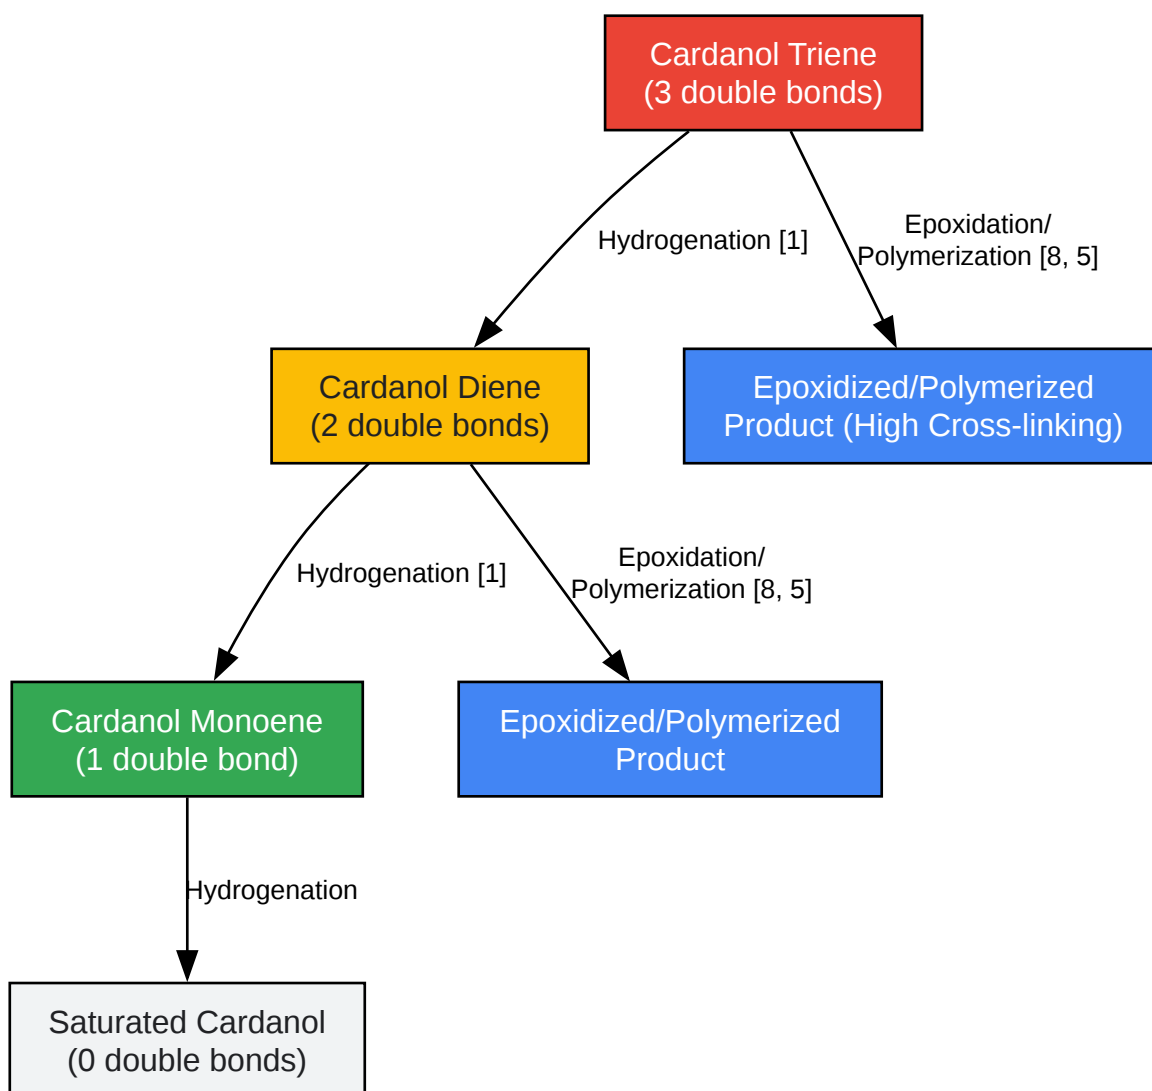 Cardanol Triene
(3 double bonds)
Hydrogenation [1]
Epoxidation/
Polymerization [8, 5]
Cardanol Diene
(2 double bonds)
Epoxidized/Polymerized
Product (High Cross-linking)
Hydrogenation [1]
Epoxidation/
Polymerization [8, 5]
Cardanol Monoene
(1 double bond)
Epoxidized/Polymerized
Product
Hydrogenation
Saturated Cardanol
(0 double bonds)